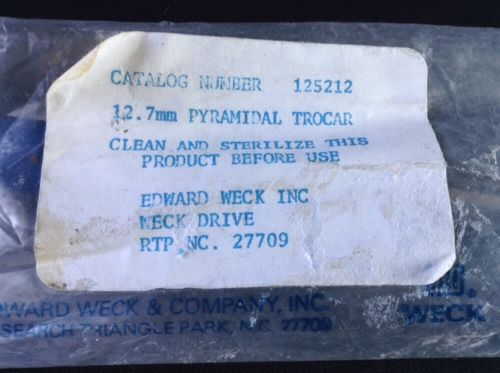 CATALOG NUMBER 125212
12.7mm PYRAMIDAL TROCAR
CLEAN AND STERILIZE THIS
PRODUCT BEFORE USE
EDWARD WECK INC
WECK DRIVE
RTP NC. 27709
DWARD WECK & COMPANY, INC.
SEARCH TRIANGLE PARK, N.C. 27709
WECK